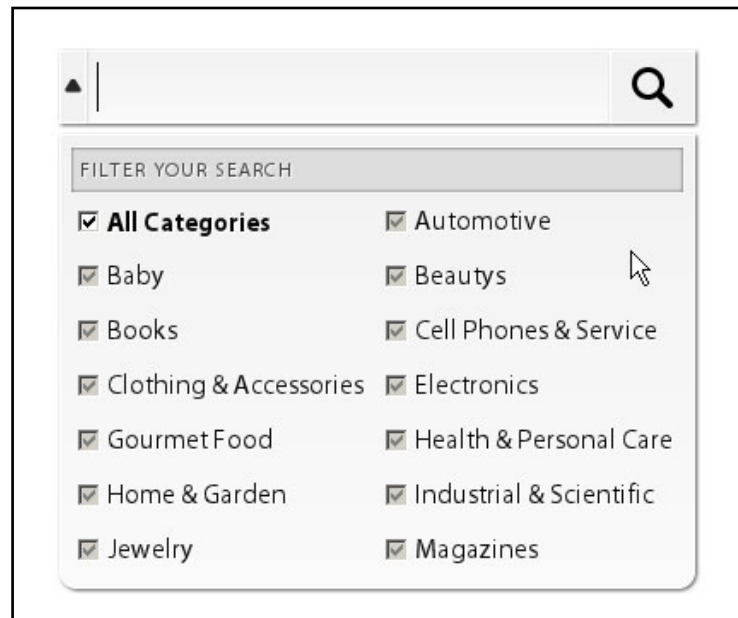 FILTER YOUR SEARCH
All Categories Automotive
Baby Beautys
Books Cell Phones & Service
Clothing & Accessories Electronics
Gourmet Food Health & Personal Care
Home & Garden Industrial & Scientific
Jewelry Magazines